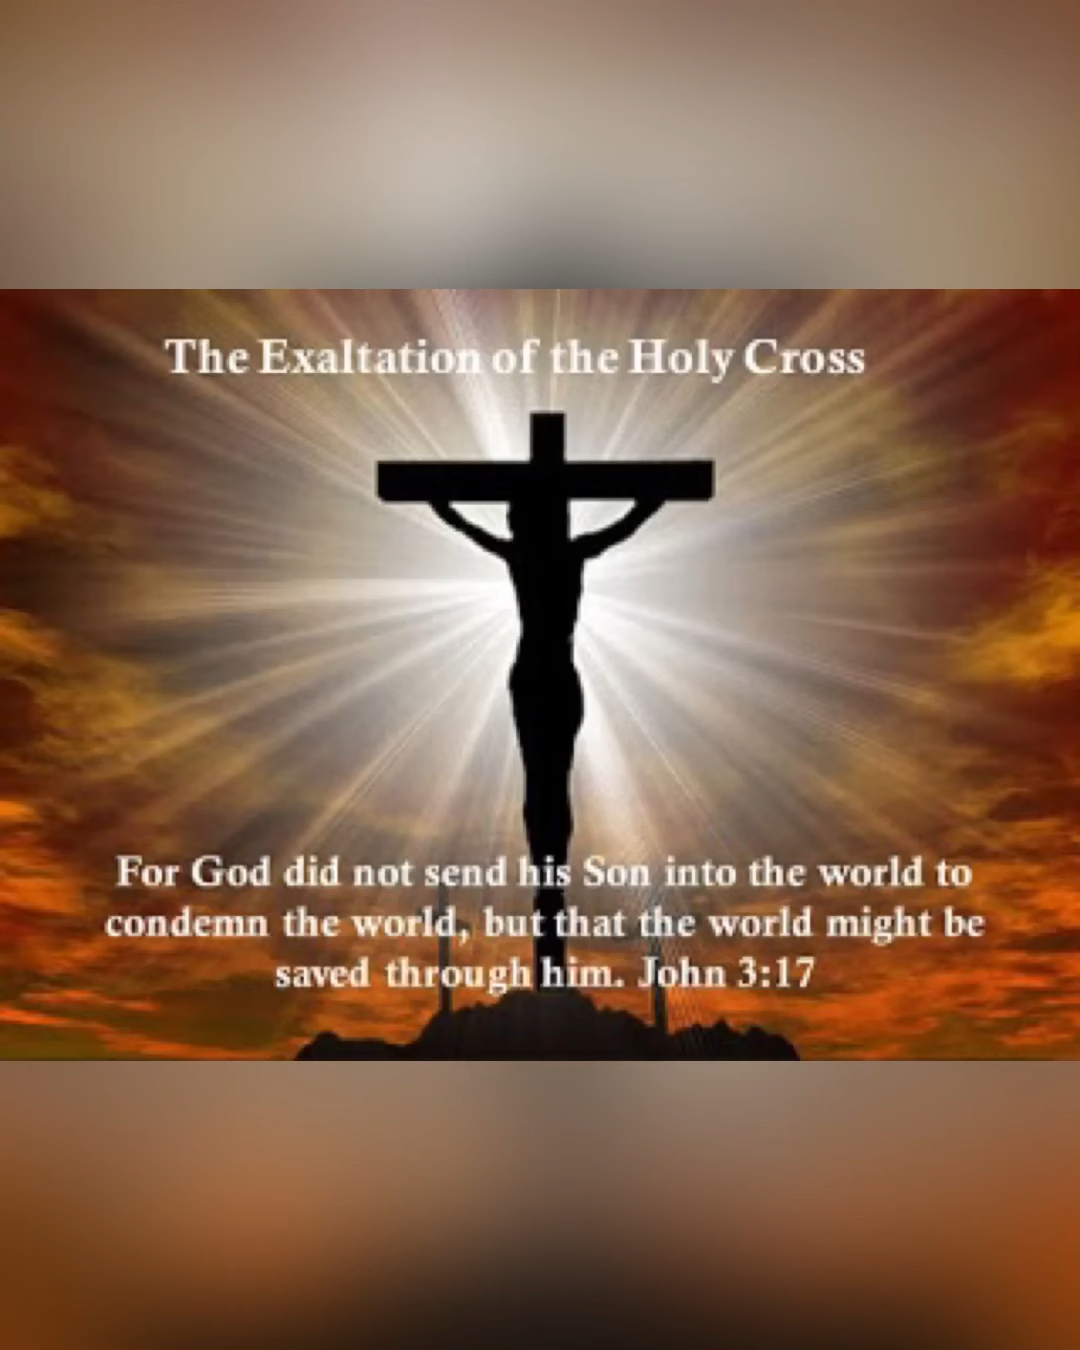 The Exaltation of the Holy Cross
For God did not send his Son into the world to
condemn the world, but that the world might be
saved through him. John 3:17